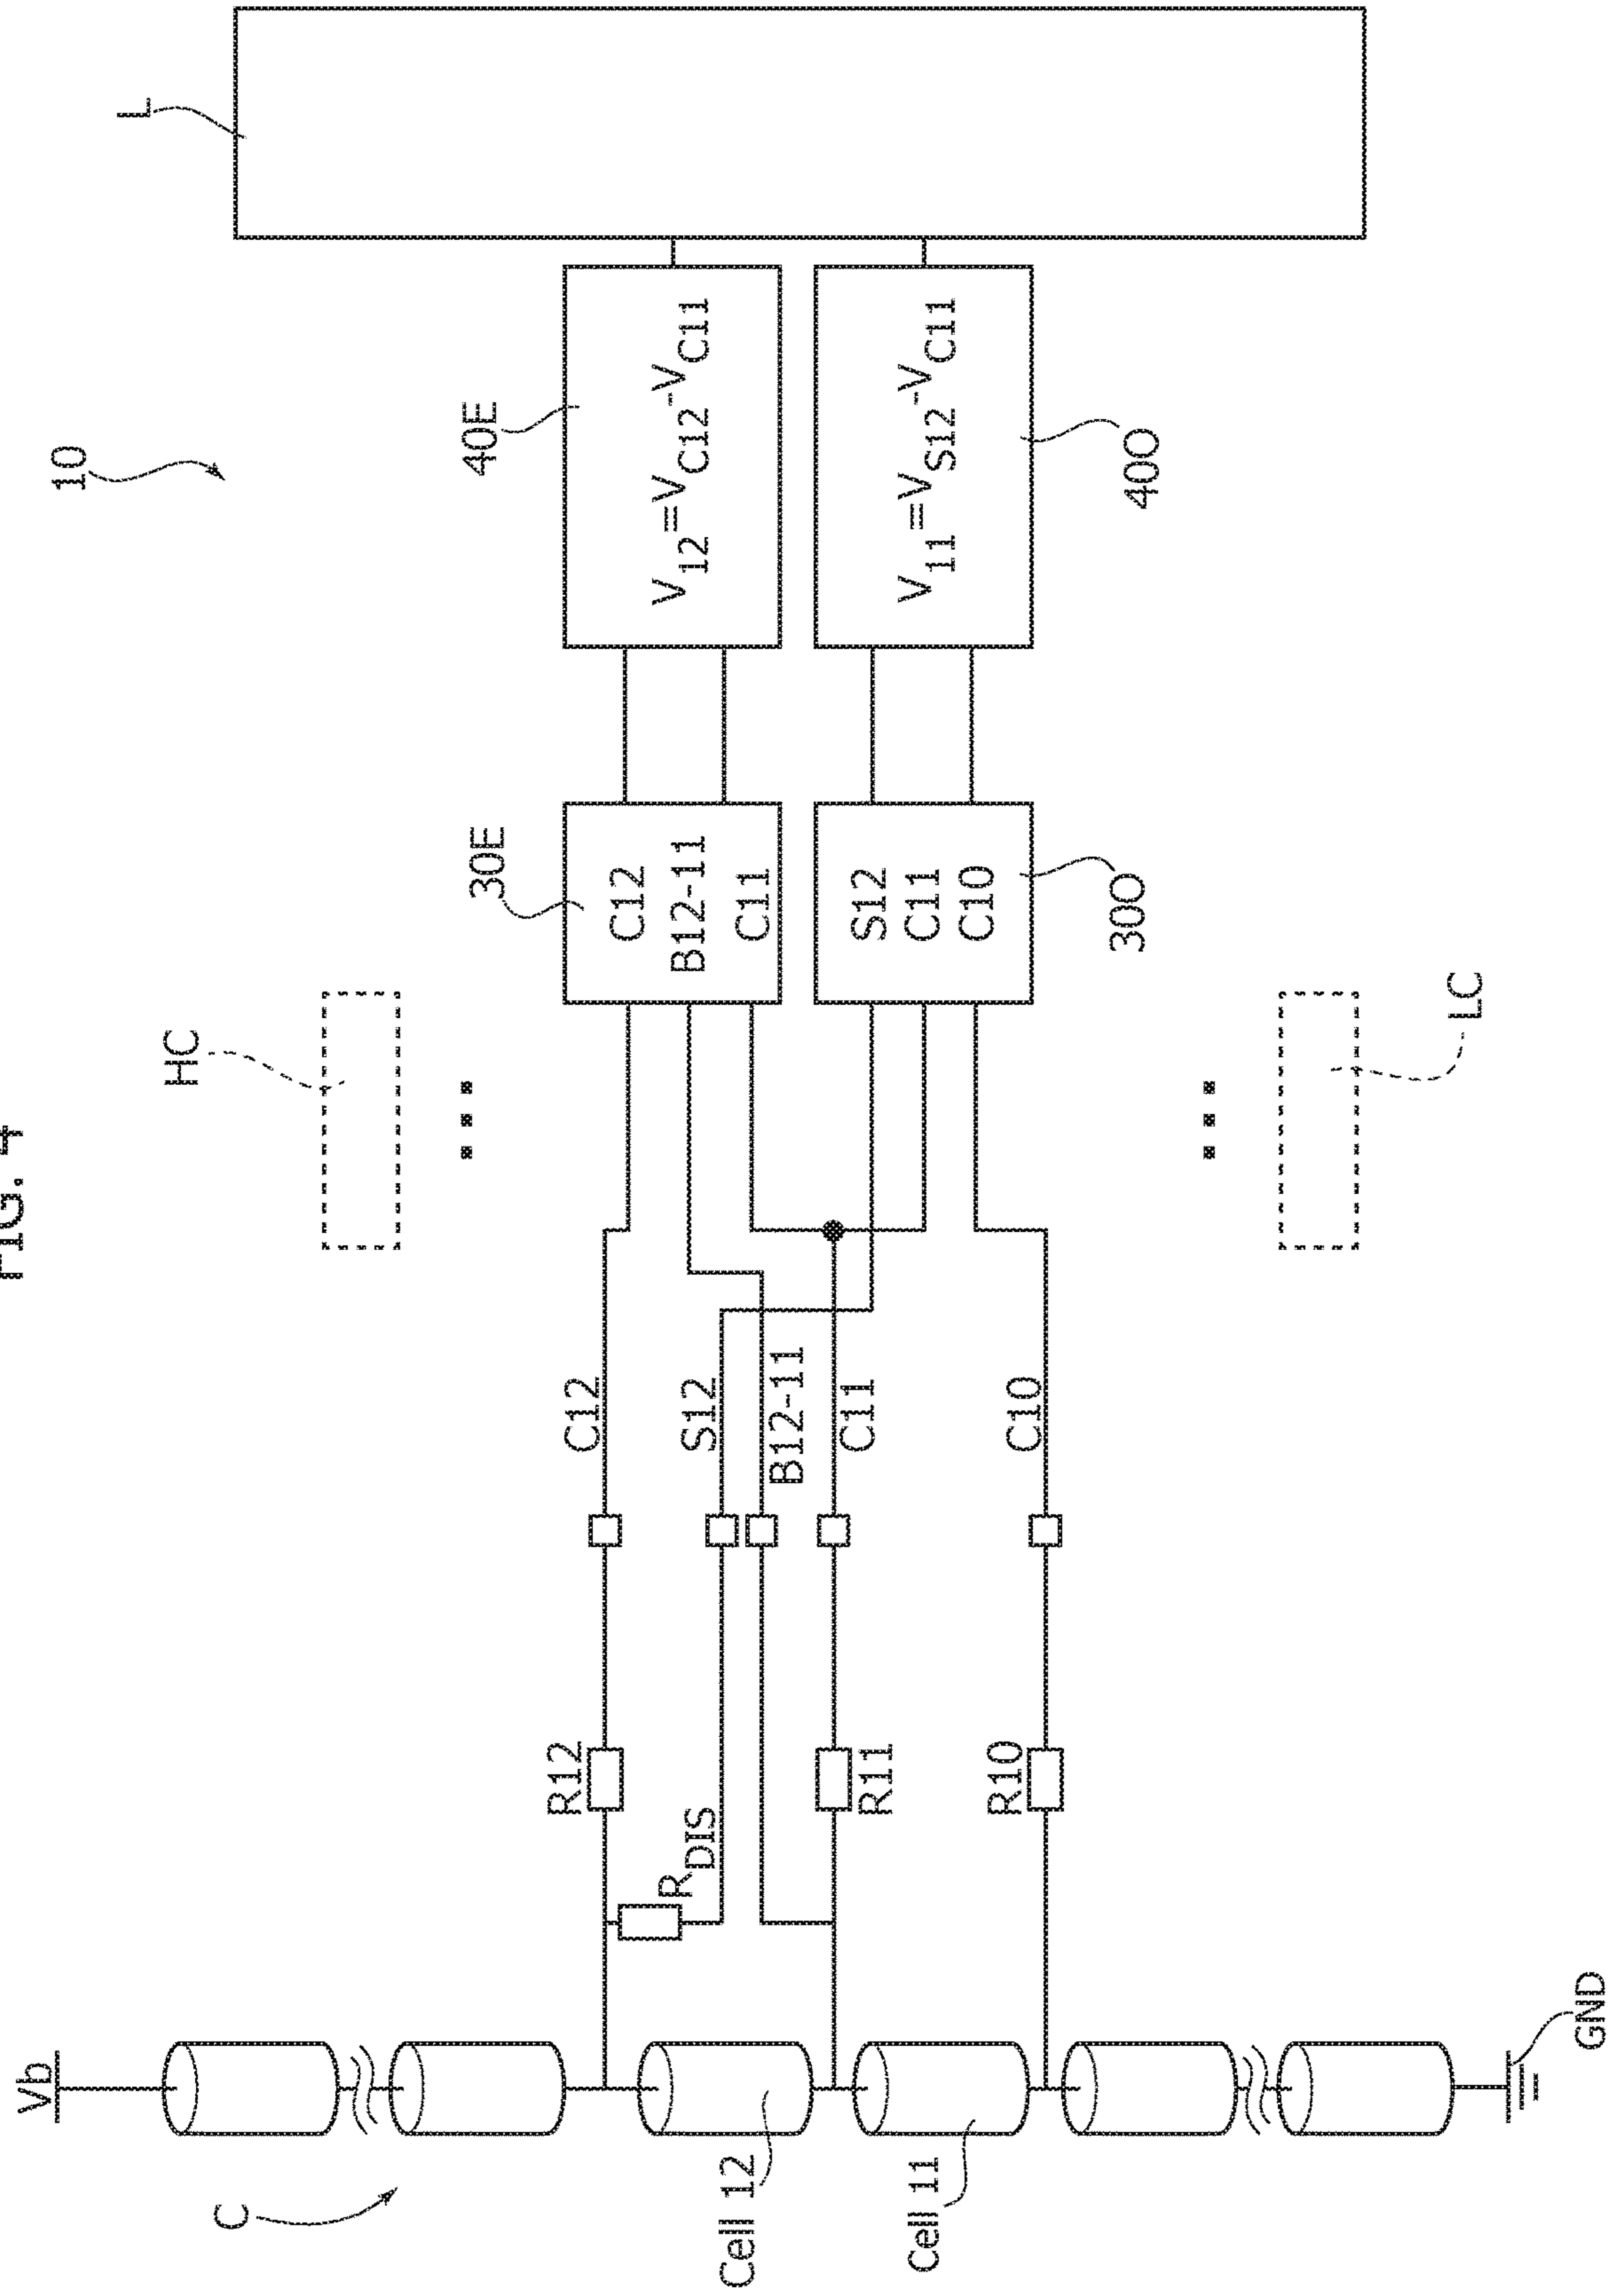 FIG. 4
10
L
HC
30E
40E
C12
B12-11
C11
V12=VC12-VC11
S12
C11
C10
V11=VS12-VC11
30O
40O
LC
Vb
C
Cell 12
Cell 11
GND
R12
RDIS
R11
R10
C12
S12
B12-11
C11
C10